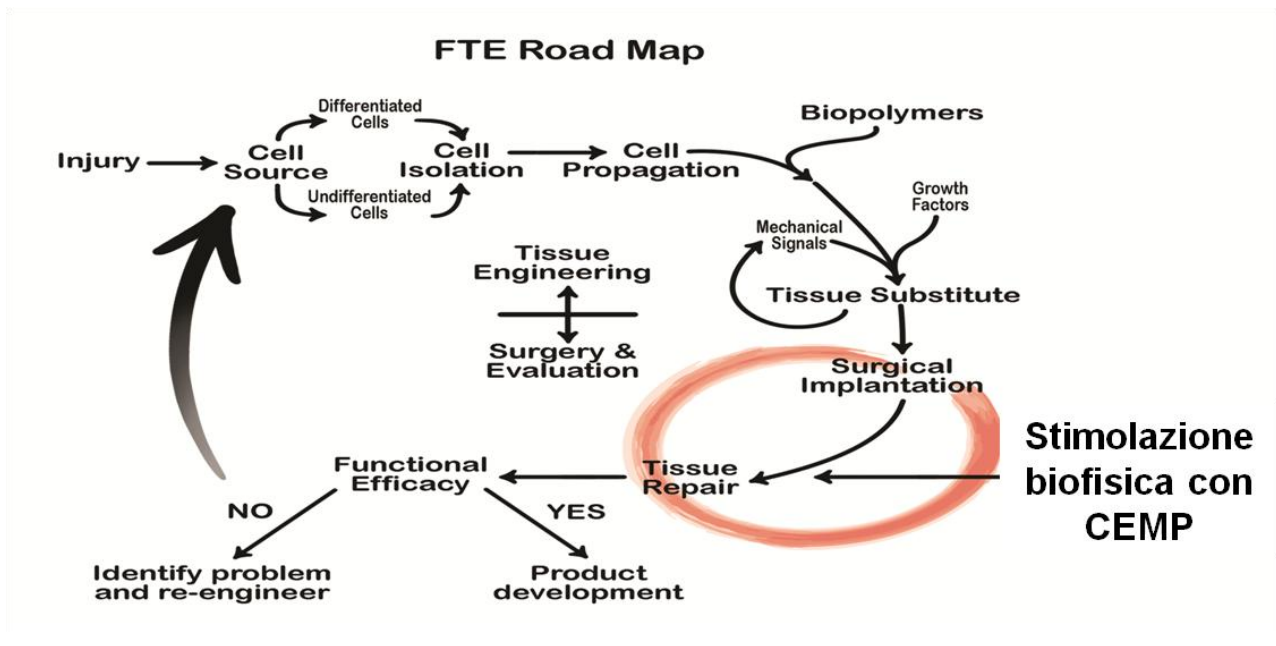 FTE Road Map
Injury
Cell
Source
Differentiated
Cells
Undifferentiated
Cells
Cell
Isolation
Cell
Propagation
Biopolymers
Growth
Factors
Mechanical
Signals
Tissue Substitute
Tissue
Engineering
Surgery &
Evaluation
Surgical
Implantation
Stimolazione
biofisica con
CEMP
Tissue
Repair
Functional
Efficacy
NO
YES
Identify problem
and re-engineer
Product
development